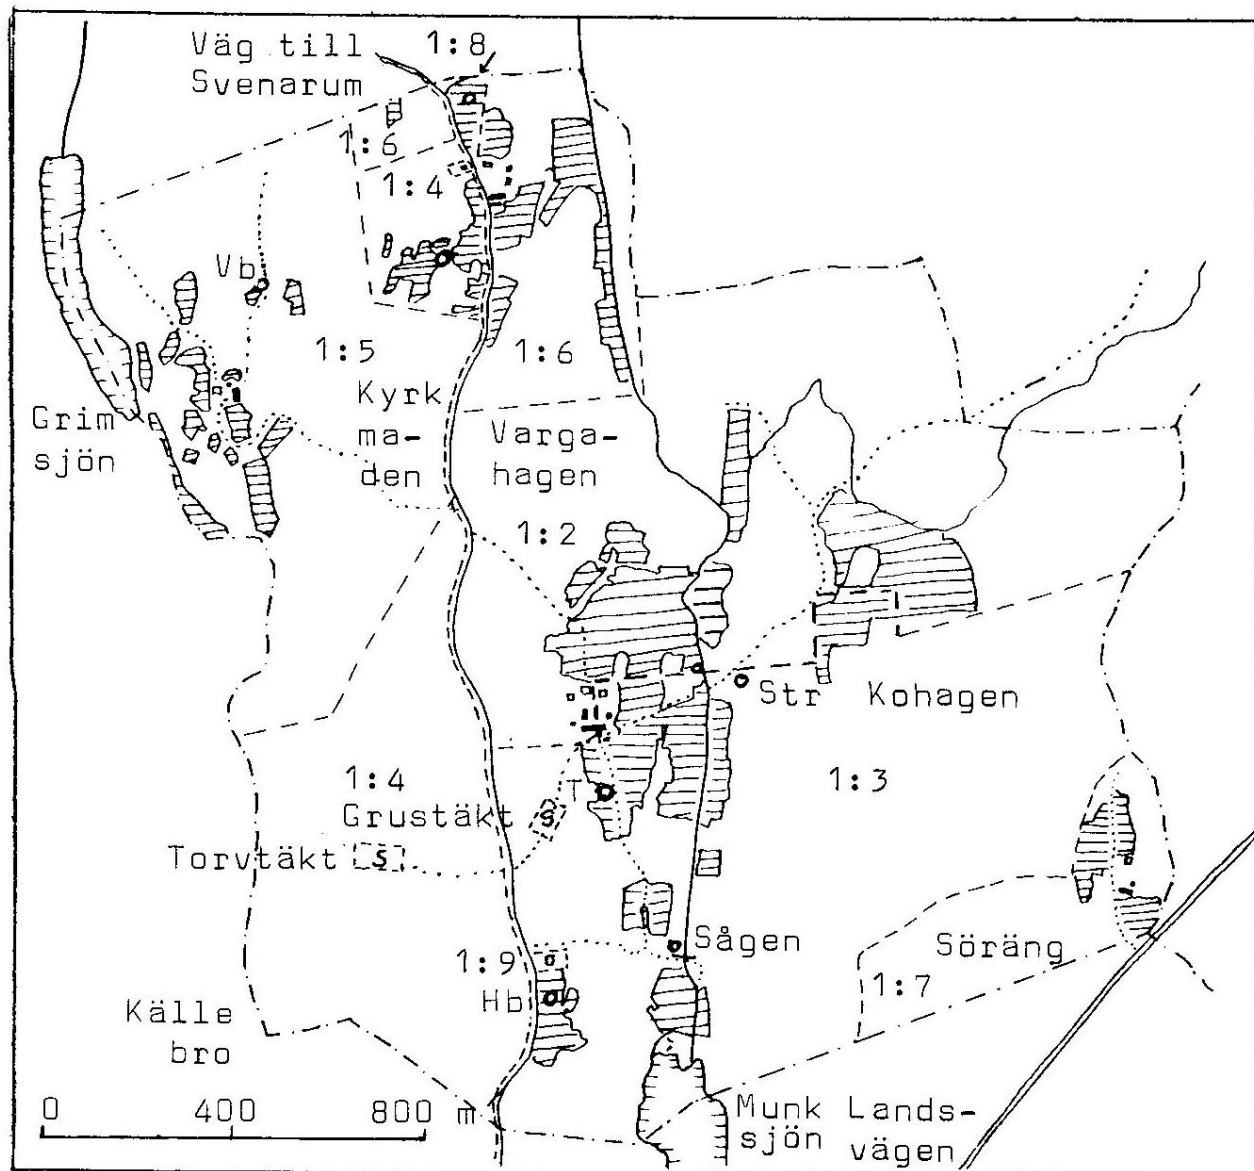 Väg till
Svenarum
1:8
1:6
1:4
Vb
1:5
1:6
Grim
sjön
Kyrk
ma-
den
Varga-
hagen
1:2
Str
Kohagen
1:4
1:3
T
Grustäkt
S
Torvtäkt
S
Sågen
Söräng
1:9
Hb
1:7
Källe
bro
0 400 800 m
Munk
sjön
Lands-
vägen